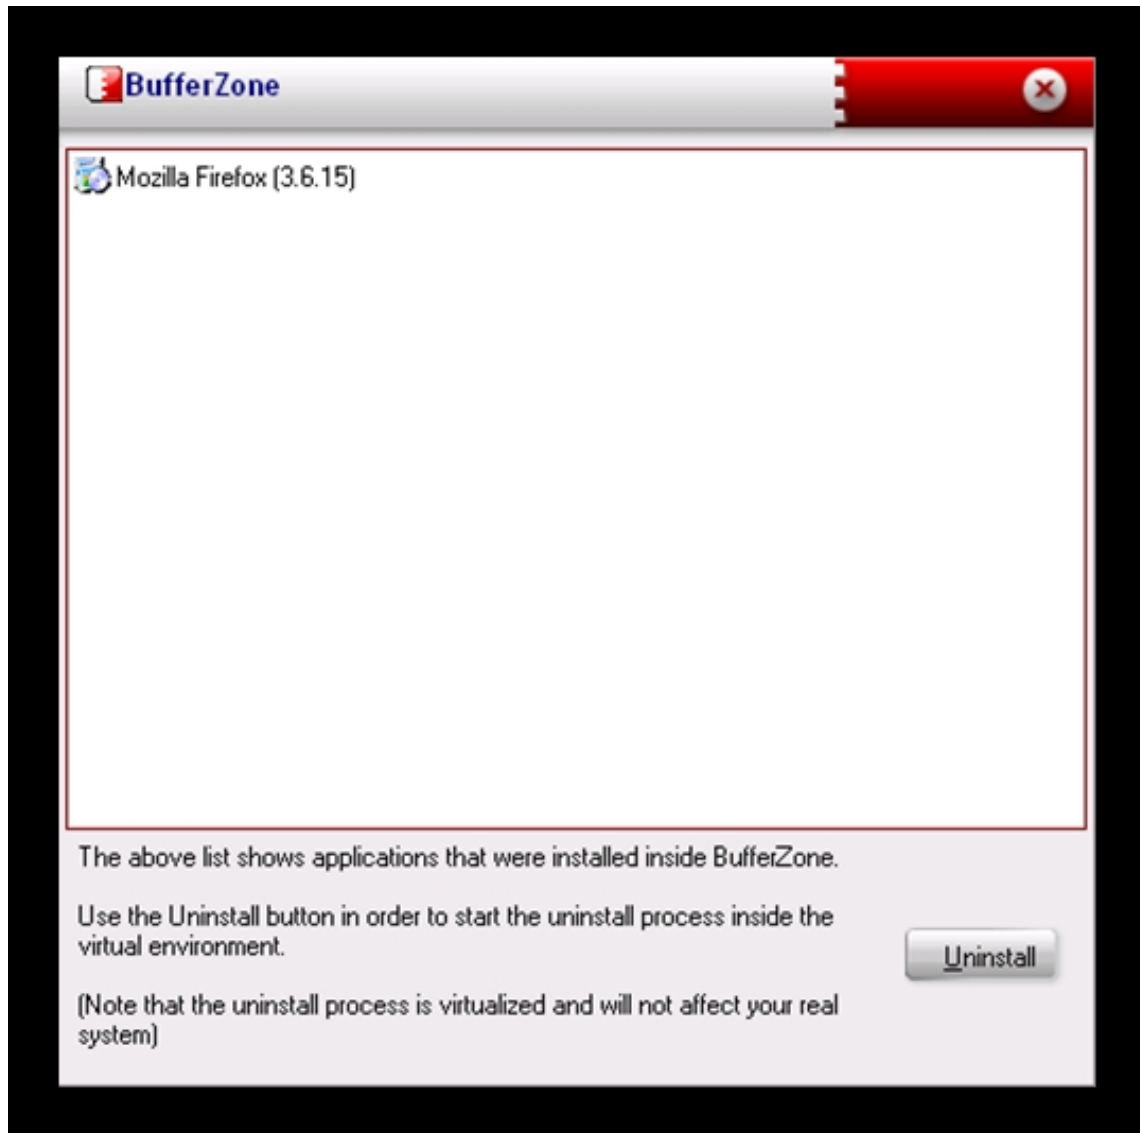 BufferZone
Mozilla Firefox (3.6.15)
The above list shows applications that were installed inside BufferZone.
Use the Uninstall button in order to start the uninstall process inside the
virtual environment.
Uninstall
(Note that the uninstall process is virtualized and will not affect your real
system)